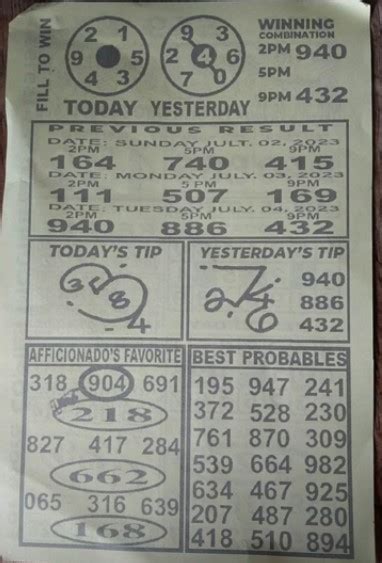 FILL TO WIN
2 1
9 5
4 3
TODAY
9 3
2 4 6
7 0
YESTERDAY
WINNING
COMBINATION
2PM 940
5PM
9PM 432
PREVIOUS RESULT
DATE: SUNDAY JULT. 02, 2023
2PM 5PM 9PM
164 740 415
DATE: MONDAY JULY. 03, 2023
2PM 5 PM 9PM
111 507 169
DATE: TUESDAY JULY. 04, 2023
2PM 5PM 9PM
940 886 432
TODAY'S TIP
YESTERDAY'S TIP
940
886
432
AFFICIONADO'S FAVORITE
318 904 691
218
827 417 284
662
065 316 639
168
BEST PROBABLES
195 947 241
372 528 230
761 870 309
539 664 982
634 467 925
207 487 280
418 510 894